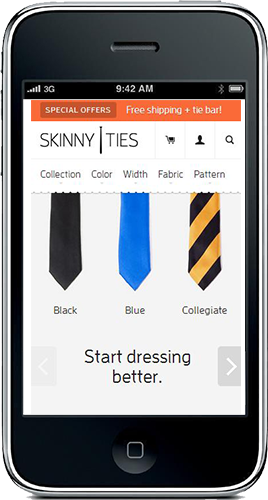 3G 9:42 AM
SPECIAL OFFERS Free shipping + tie bar!
SKINNY TIES
Collection Color Width Fabric Pattern
Black Blue Collegiate
Start dressing
better.